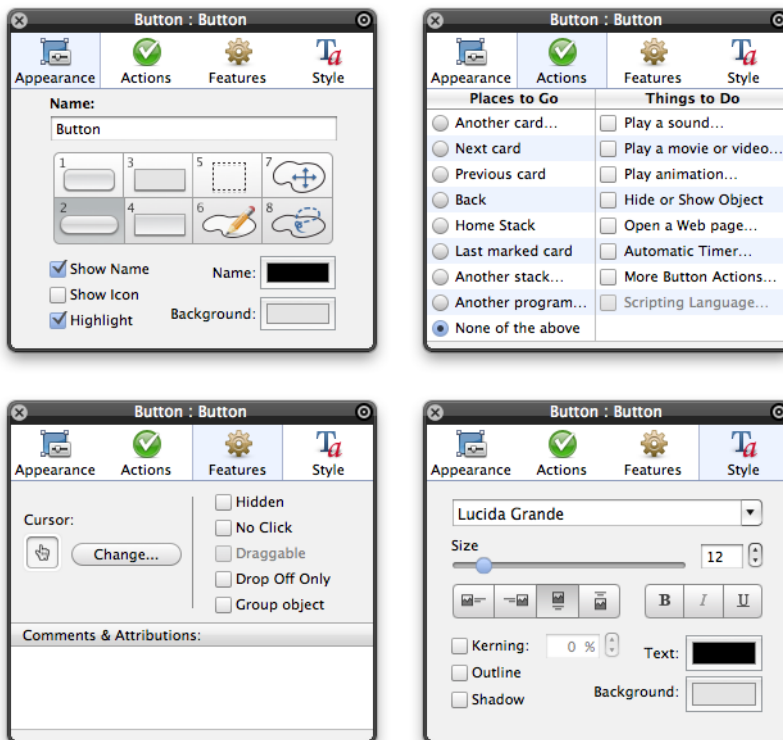 Button : Button
Appearance Actions Features Style
Name:
Button
1 3 5 7
2 4 6 8
Show Name Name:
Show Icon
Highlight Background:
Button : Button
Appearance Actions Features Style
Places to Go Things to Do
Another card... Play a sound...
Next card Play a movie or video...
Previous card Play animation...
Back Hide or Show Object
Home Stack Open a Web page...
Last marked card Automatic Timer...
Another stack... More Button Actions...
Another program... Scripting Language...
None of the above
Button : Button
Appearance Actions Features Style
Hidden
Cursor: No Click
Change... Draggable
Drop Off Only
Group object
Comments & Attributions:
Button : Button
Appearance Actions Features Style
Lucida Grande
Size
12
B I U
Kerning: 0 % Text:
Outline
Shadow Background: